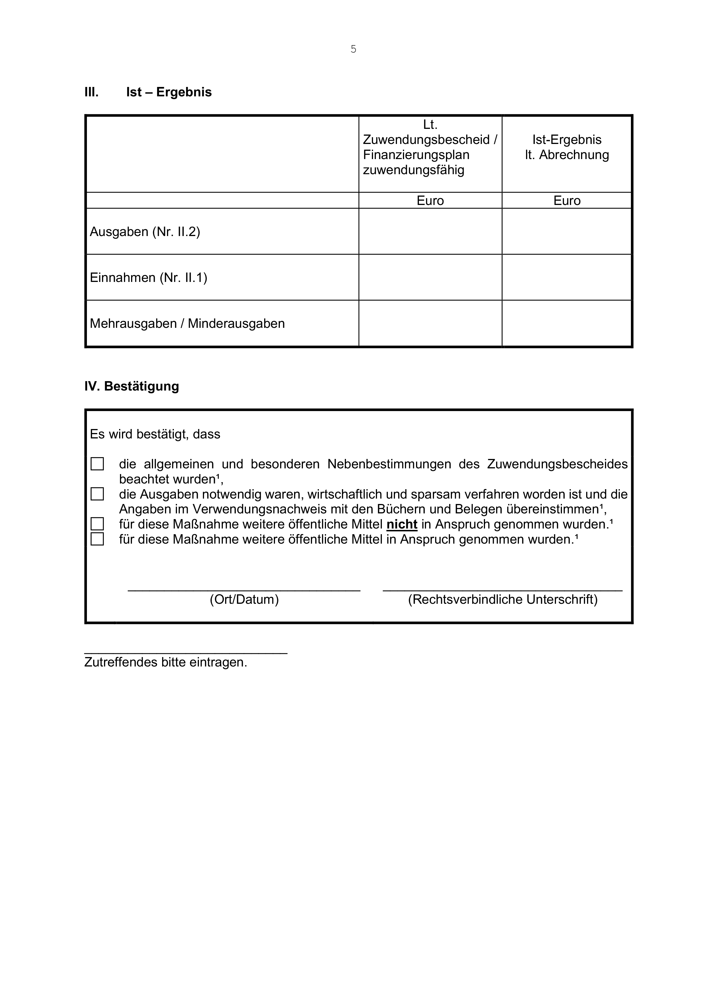 5
III. Ist – Ergebnis
Lt.
Zuwendungsbescheid /
Finanzierungsplan
zuwendungsfähig
Ist-Ergebnis
lt. Abrechnung
Euro
Euro
Ausgaben (Nr. II.2)
Einnahmen (Nr. II.1)
Mehrausgaben / Minderausgaben
IV. Bestätigung
Es wird bestätigt, dass
die allgemeinen und besonderen Nebenbestimmungen des Zuwendungsbescheides
beachtet wurden¹,
die Ausgaben notwendig waren, wirtschaftlich und sparsam verfahren worden ist und die
Angaben im Verwendungsnachweis mit den Büchern und Belegen übereinstimmen¹,
für diese Maßnahme weitere öffentliche Mittel nicht in Anspruch genommen wurden.¹
für diese Maßnahme weitere öffentliche Mittel in Anspruch genommen wurden.¹
(Ort/Datum)
(Rechtsverbindliche Unterschrift)
Zutreffendes bitte eintragen.